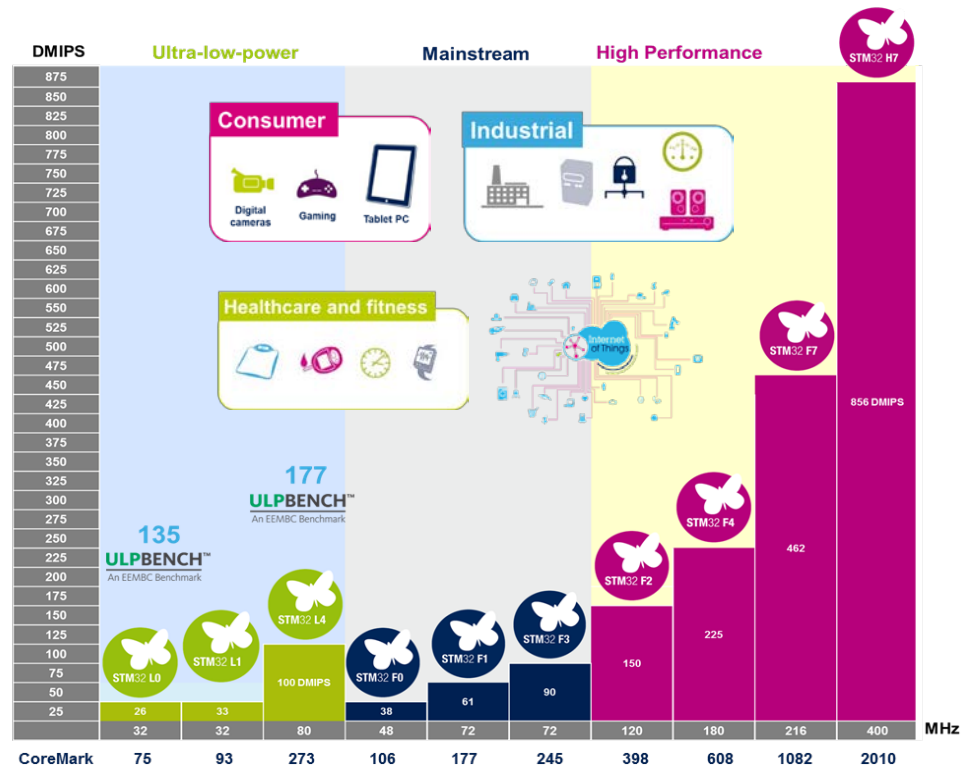 DMIPS
Ultra-low-power
Mainstream
High Performance
STM32 H7
875
850
825
800
775
750
725
700
675
650
625
600
550
525
500
475
450
425
400
375
350
325
300
275
250
225
200
175
150
125
100
75
50
25
Consumer
Digital cameras
Gaming
Tablet PC
Industrial
Healthcare and fitness
Internet
of Things
177
ULPBENCH™
An EEMBC Benchmark
135
ULPBENCH™
An EEMBC Benchmark
STM32 L0
STM32 L1
STM32 L4
STM32 F0
STM32 F1
STM32 F3
STM32 F2
STM32 F4
STM32 F7
26
33
100 DMIPS
38
61
90
150
225
462
856 DMIPS
32 32 80 48 72 72 120 180 216 400 MHz
CoreMark 75 93 273 106 177 245 398 608 1082 2010